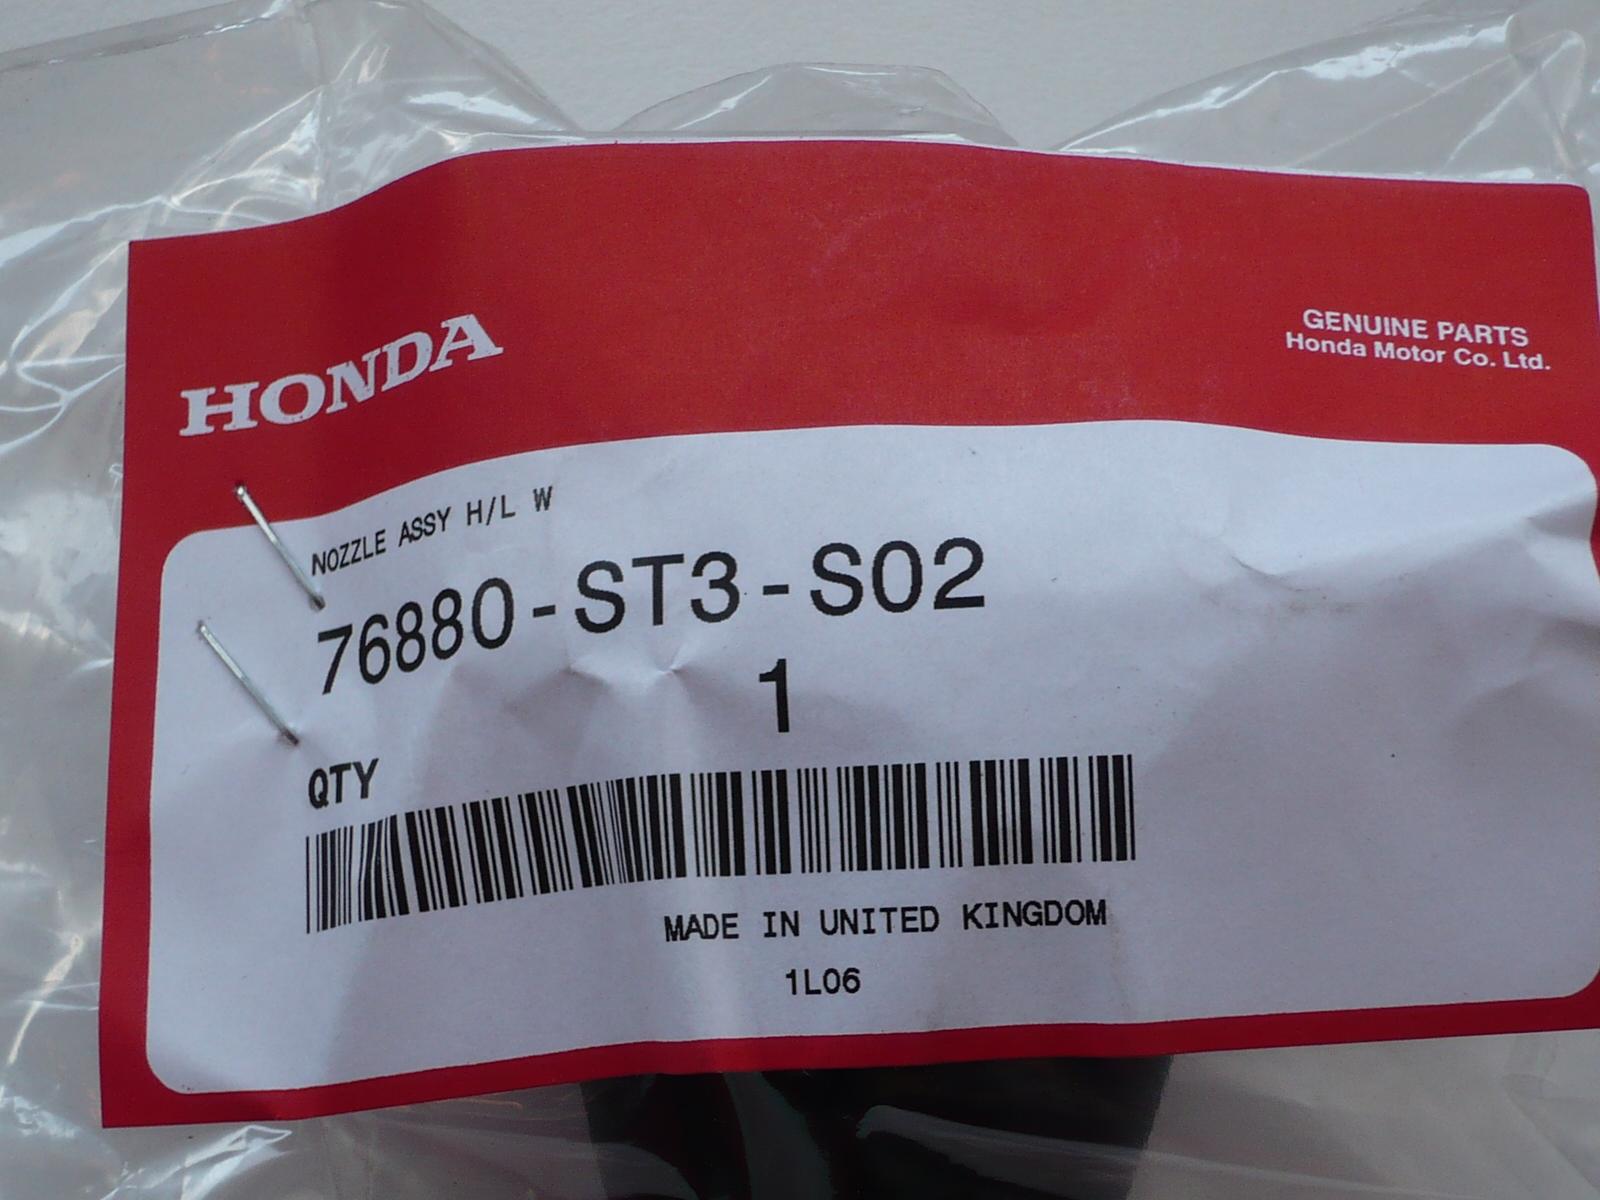 HONDA
GENUINE PARTS
Honda Motor Co. Ltd.
NOZZLE ASSY H/L W
76880-ST3-S02
1
QTY
MADE IN UNITED KINGDOM
1L06